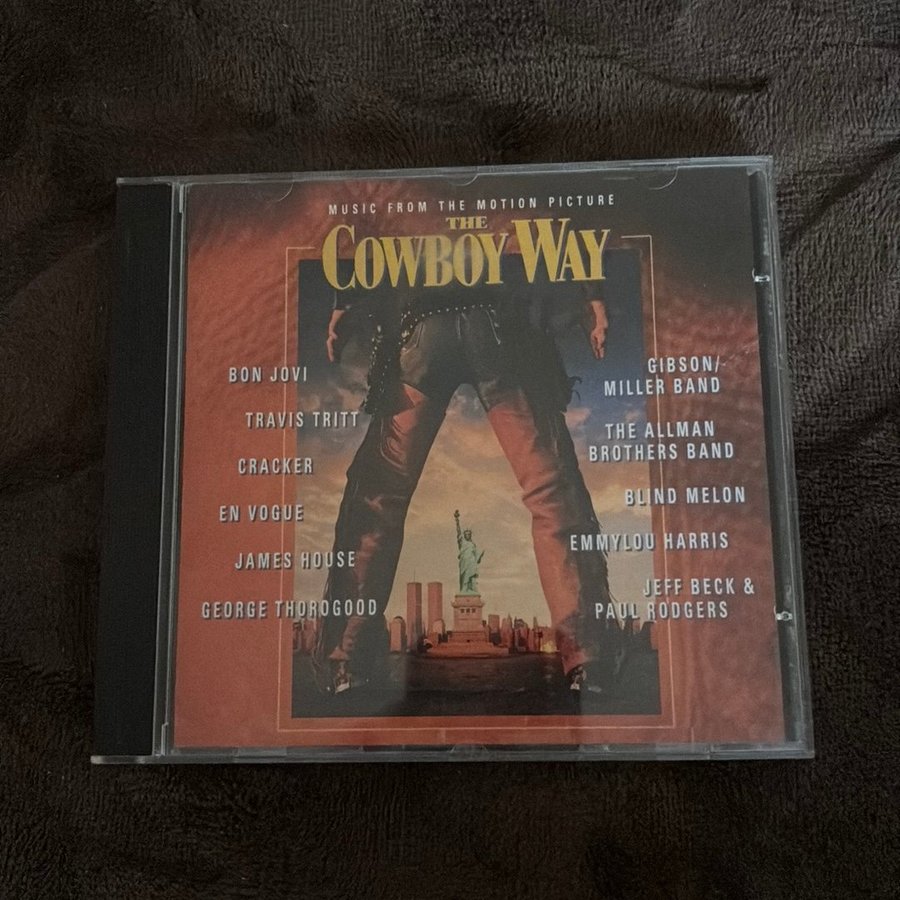 MUSIC FROM THE MOTION PICTURE
THE
COWBOY WAY
BON JOVI
TRAVIS TRITT
CRACKER
EN VOGUE
JAMES HOUSE
GEORGE THOROGOOD
GIBSON/
MILLER BAND
THE ALLMAN
BROTHERS BAND
BLIND MELON
EMMYLOU HARRIS
JEFF BECK &
PAUL RODGERS